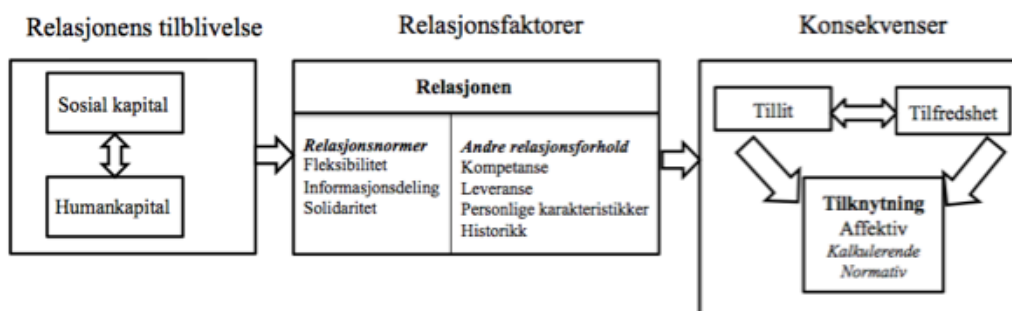 Relasjonens tilblivelse
Sosial kapital
Humankapital
Relasjonsfaktorer
Relasjonen
Relasjonsnormer
Fleksibilitet
Informasjonsdeling
Solidaritet
Andre relasjonsforhold
Kompetanse
Leveranse
Personlige karakteristikker
Historikk
Konsekvenser
Tillit
Tilfredshet
Tilknytning
Affektiv
Kalkulerende
Normativ